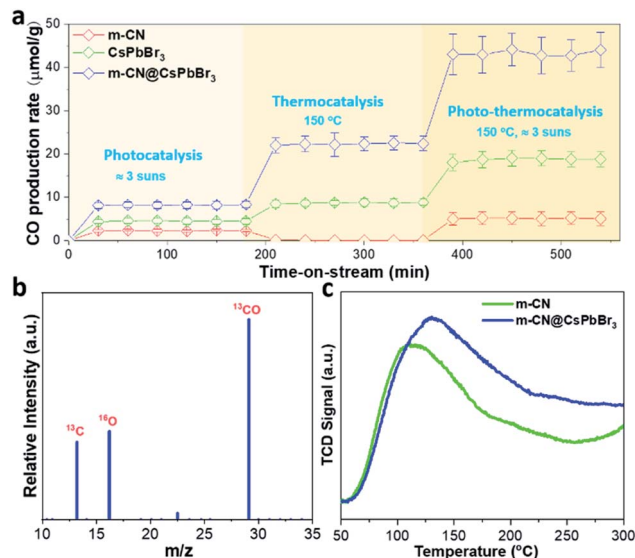 a
CO production rate (μmol/g)
50
40
30
20
10
0
m-CN
CsPbBr₃
m-CN@CsPbBr₃
Photocatalysis
≈ 3 suns
Thermocatalysis
150 ºC
Photo-thermocatalysis
150 ºC, ≈ 3 suns
0 100 200 300 400 500
Time-on-stream (min)
b
Relative Intensity (a.u.)
¹³C
¹⁶O
¹³CO
10 15 20 25 30 35
m/z
c
TCD Signal (a.u.)
m-CN
m-CN@CsPbBr₃
50 100 150 200 250 300
Temperature (ºC)